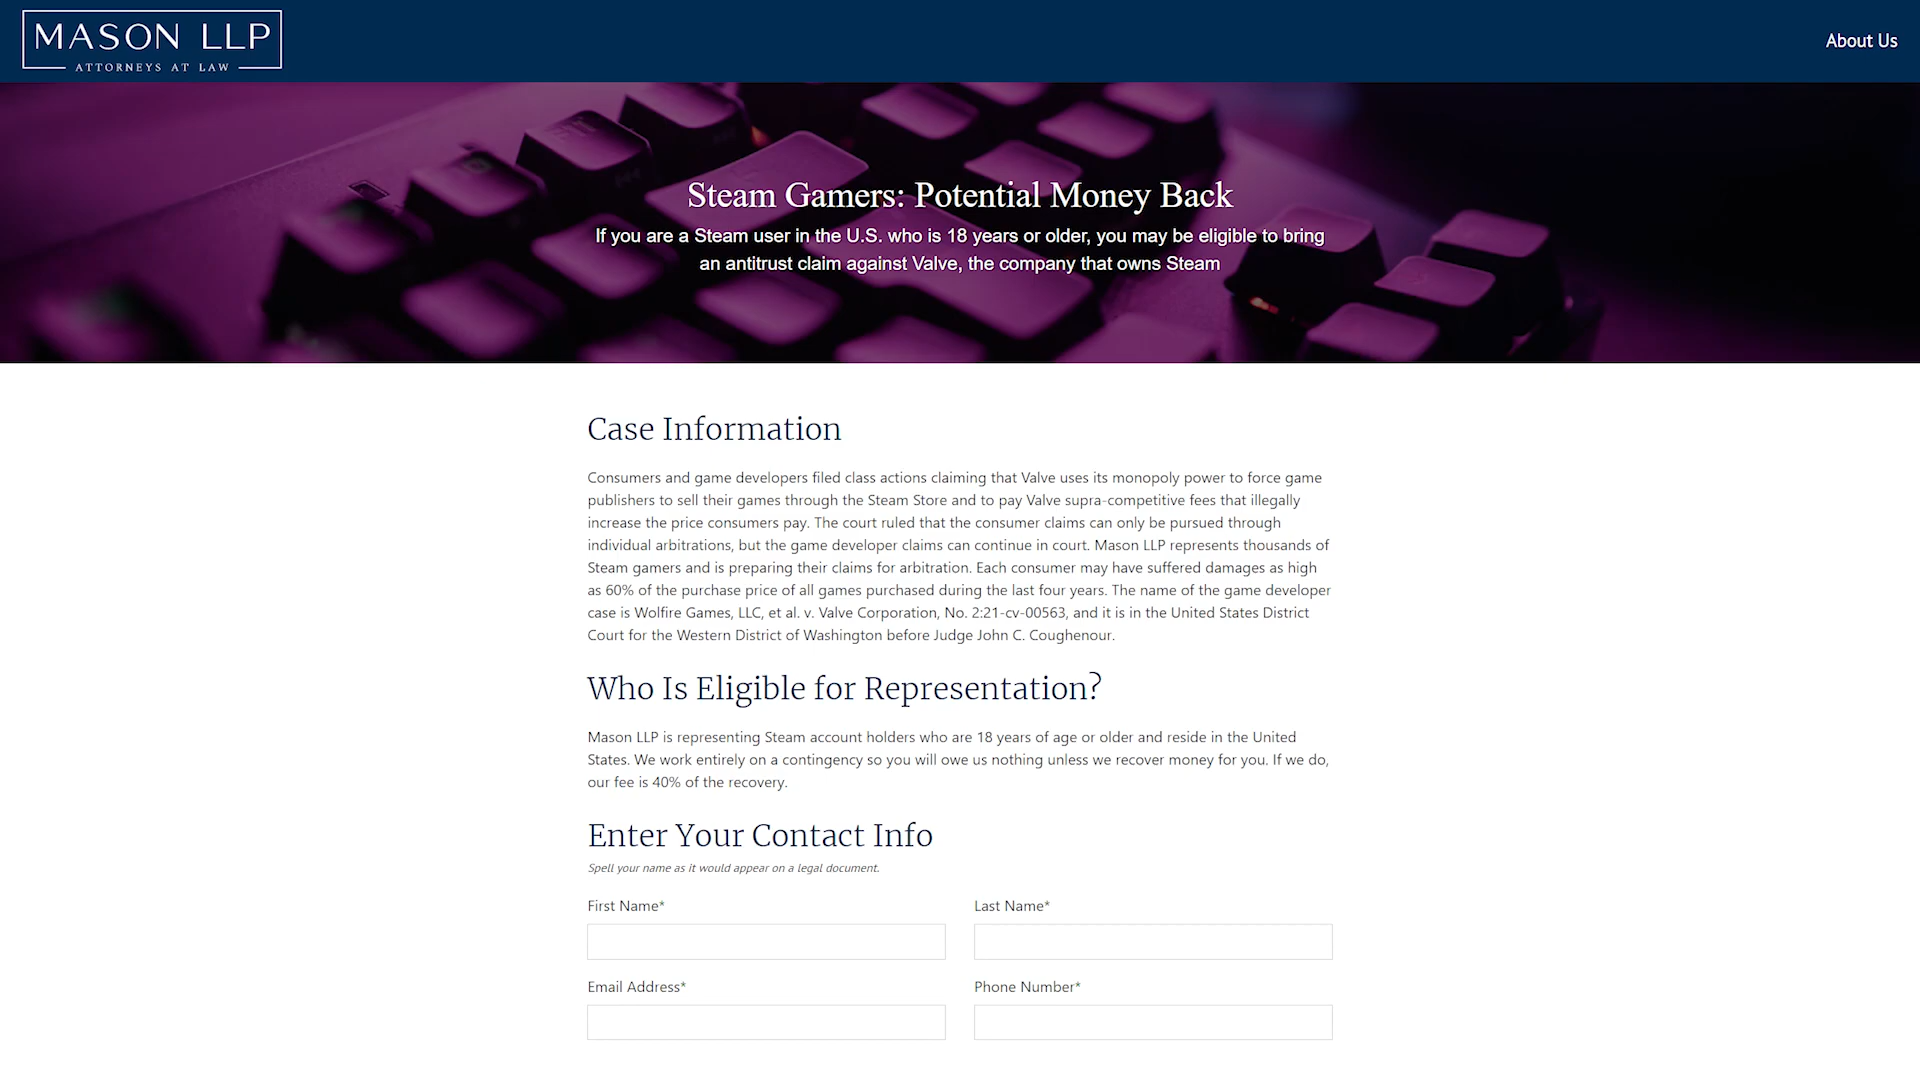 MASON LLP
ATTORNEYS AT LAW
About Us
Steam Gamers: Potential Money Back
If you are a Steam user in the U.S. who is 18 years or older, you may be eligible to bring
an antitrust claim against Valve, the company that owns Steam
Case Information
Consumers and game developers filed class actions claiming that Valve uses its monopoly power to force game
publishers to sell their games through the Steam Store and to pay Valve supra-competitive fees that illegally
increase the price consumers pay. The court ruled that the consumer claims can only be pursued through
individual arbitrations, but the game developer claims can continue in court. Mason LLP represents thousands of
Steam gamers and is preparing their claims for arbitration. Each consumer may have suffered damages as high
as 60% of the purchase price of all games purchased during the last four years. The name of the game developer
case is Wolfire Games, LLC, et al. v. Valve Corporation, No. 2:21-cv-00563, and it is in the United States District
Court for the Western District of Washington before Judge John C. Coughenour.
Who Is Eligible for Representation?
Mason LLP is representing Steam account holders who are 18 years of age or older and reside in the United
States. We work entirely on a contingency so you will owe us nothing unless we recover money for you. If we do,
our fee is 40% of the recovery.
Enter Your Contact Info
Spell your name as it would appear on a legal document.
First Name*
Last Name*
Email Address*
Phone Number*